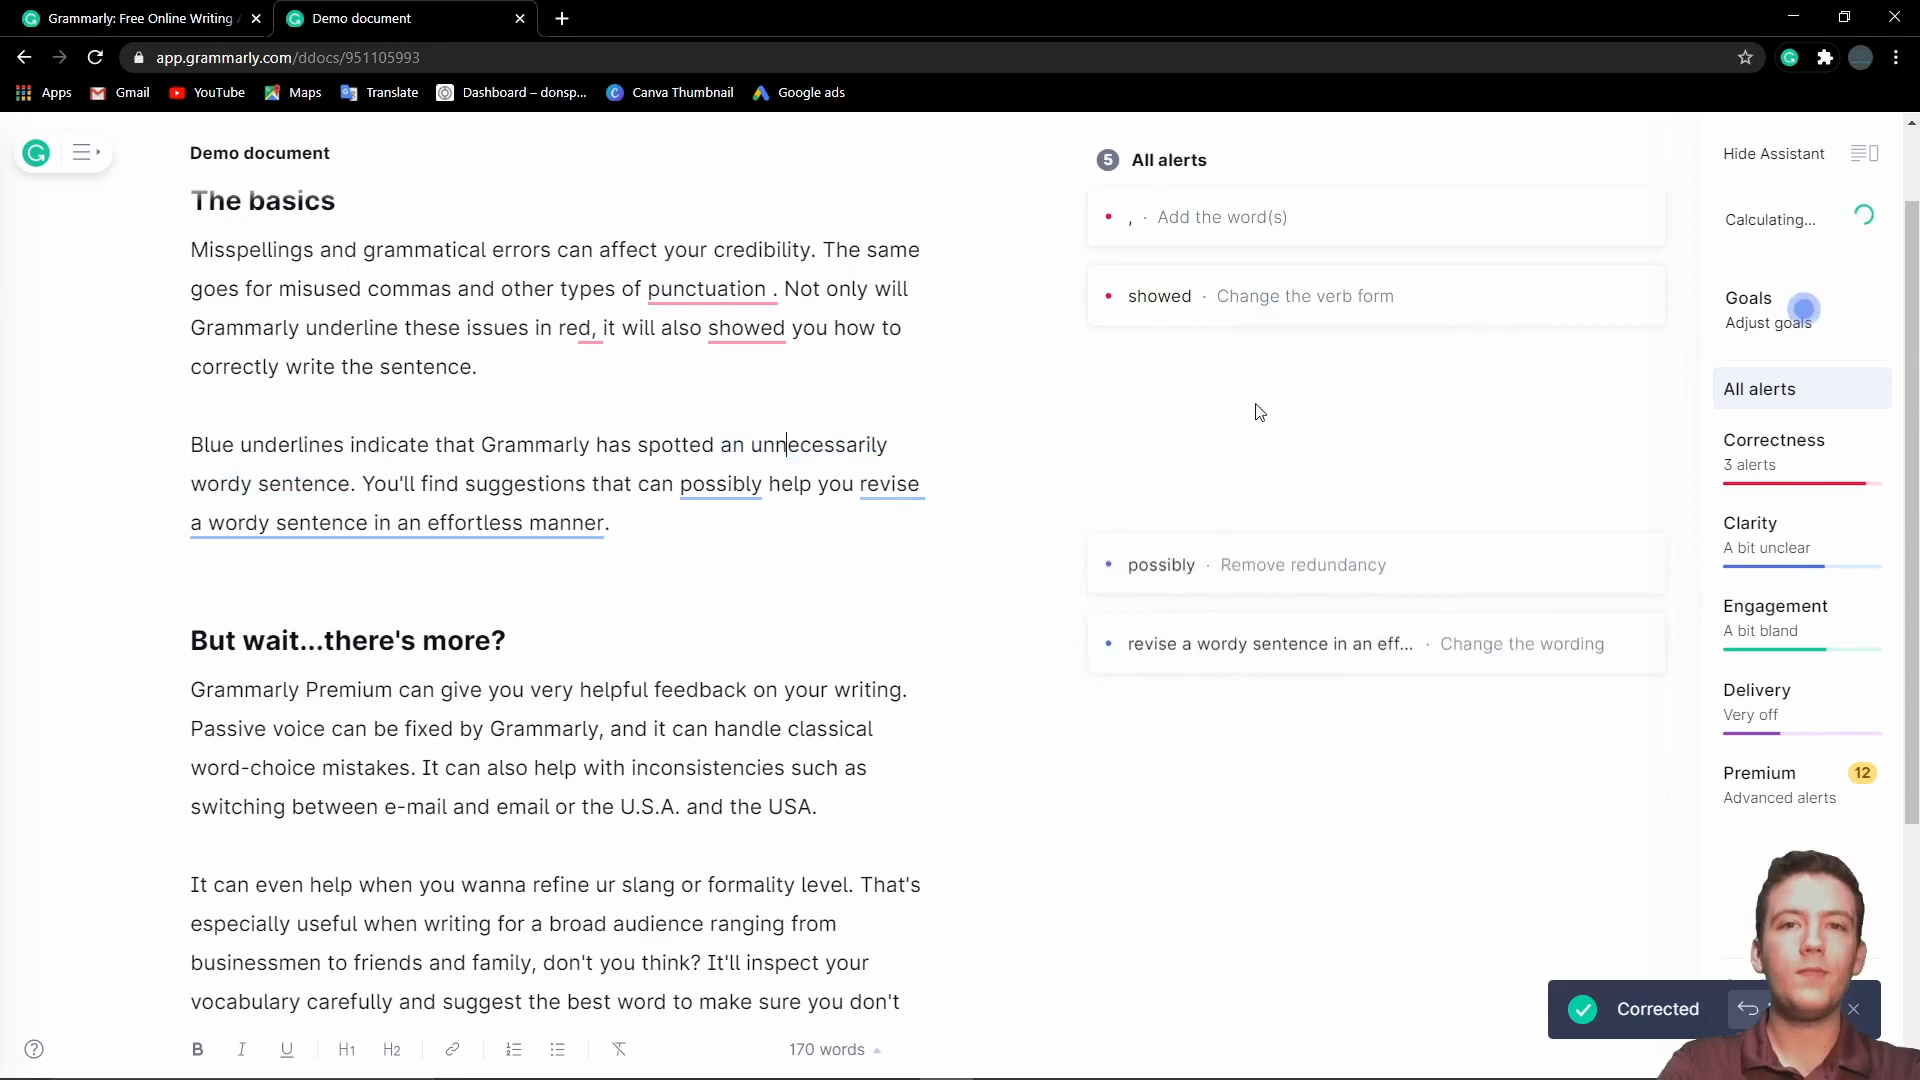 Grammarly: Free Online Writing
Demo document
app.grammarly.com/ddocs/951105993
Apps
Gmail
YouTube
Maps
Translate
Dashboard – donsp...
Canva Thumbnail
Google ads
Demo document
The basics
Misspellings and grammatical errors can affect your credibility. The same
goes for misused commas and other types of punctuation . Not only will
Grammarly underline these issues in red, it will also showed you how to
correctly write the sentence.
Blue underlines indicate that Grammarly has spotted an unnecessarily
wordy sentence. You'll find suggestions that can possibly help you revise
a wordy sentence in an effortless manner.
But wait...there's more?
Grammarly Premium can give you very helpful feedback on your writing.
Passive voice can be fixed by Grammarly, and it can handle classical
word-choice mistakes. It can also help with inconsistencies such as
switching between e-mail and email or the U.S.A. and the USA.
It can even help when you wanna refine ur slang or formality level. That's
especially useful when writing for a broad audience ranging from
businessmen to friends and family, don't you think? It'll inspect your
vocabulary carefully and suggest the best word to make sure you don't
B I U H1 H2
170 words
5 All alerts
, · Add the word(s)
showed · Change the verb form
possibly · Remove redundancy
revise a wordy sentence in an eff... · Change the wording
Hide Assistant
Calculating...
Goals
Adjust goals
All alerts
Correctness
3 alerts
Clarity
A bit unclear
Engagement
A bit bland
Delivery
Very off
Premium 12
Advanced alerts
Corrected